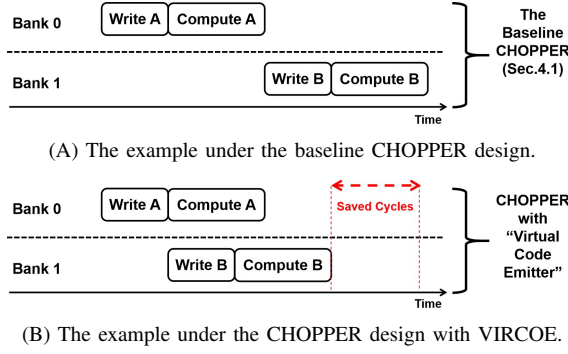 Bank 0
Write A
Compute A
Bank 1
Write B
Compute B
Time
The
Baseline
CHOPPER
(Sec.4.1)
(A) The example under the baseline CHOPPER design.
Bank 0
Write A
Compute A
Saved Cycles
Bank 1
Write B
Compute B
Time
CHOPPER
with
“Virtual
Code
Emitter”
(B) The example under the CHOPPER design with VIRCOE.